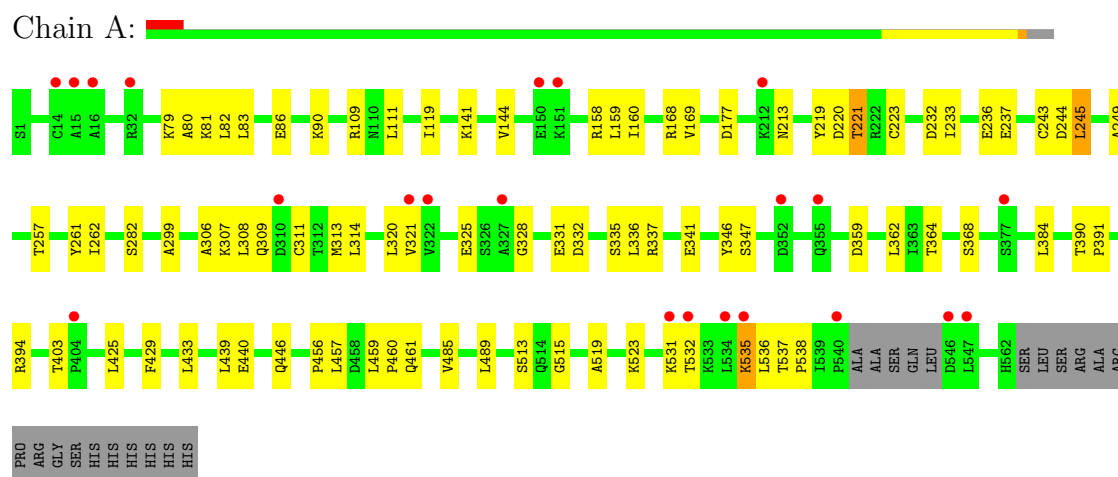 Chain A:
S1 C14 A15 A16 R32 K79 A80 K81 L82 L83 E86 K90 R109 N110 L111 I119 K141 V144 E150 K151 R158 L159 I160 R168 V169 D177 K212 N213 Y219 D220 T221 R222 C223 D232 I233 E236 E237 C243 D244 L245
T257 Y261 I262 S282 A299 A306 K307 L308 Q309 D310 C311 T312 M313 L314 L320 V321 V322 E325 S326 A327 G328 E331 D332 S335 L336 R337 E341 Y346 S347 D352 Q355 D359 L362 I363 T364 S368 S377 L384 T390 P391
R394 T403 P404 L425 F429 L433 L439 E440 Q446 P456 L457 D458 L459 P460 Q461 V485 L489 S513 Q514 G515 A519 K523 K531 T532 K533 L534 K535 L536 T537 P538 I539 P540 ALA ALA SER GLN LEU D546 L547 H562 SER LEU SER ARG ALA
PRO ARG GLY SER HIS HIS HIS HIS HIS HIS